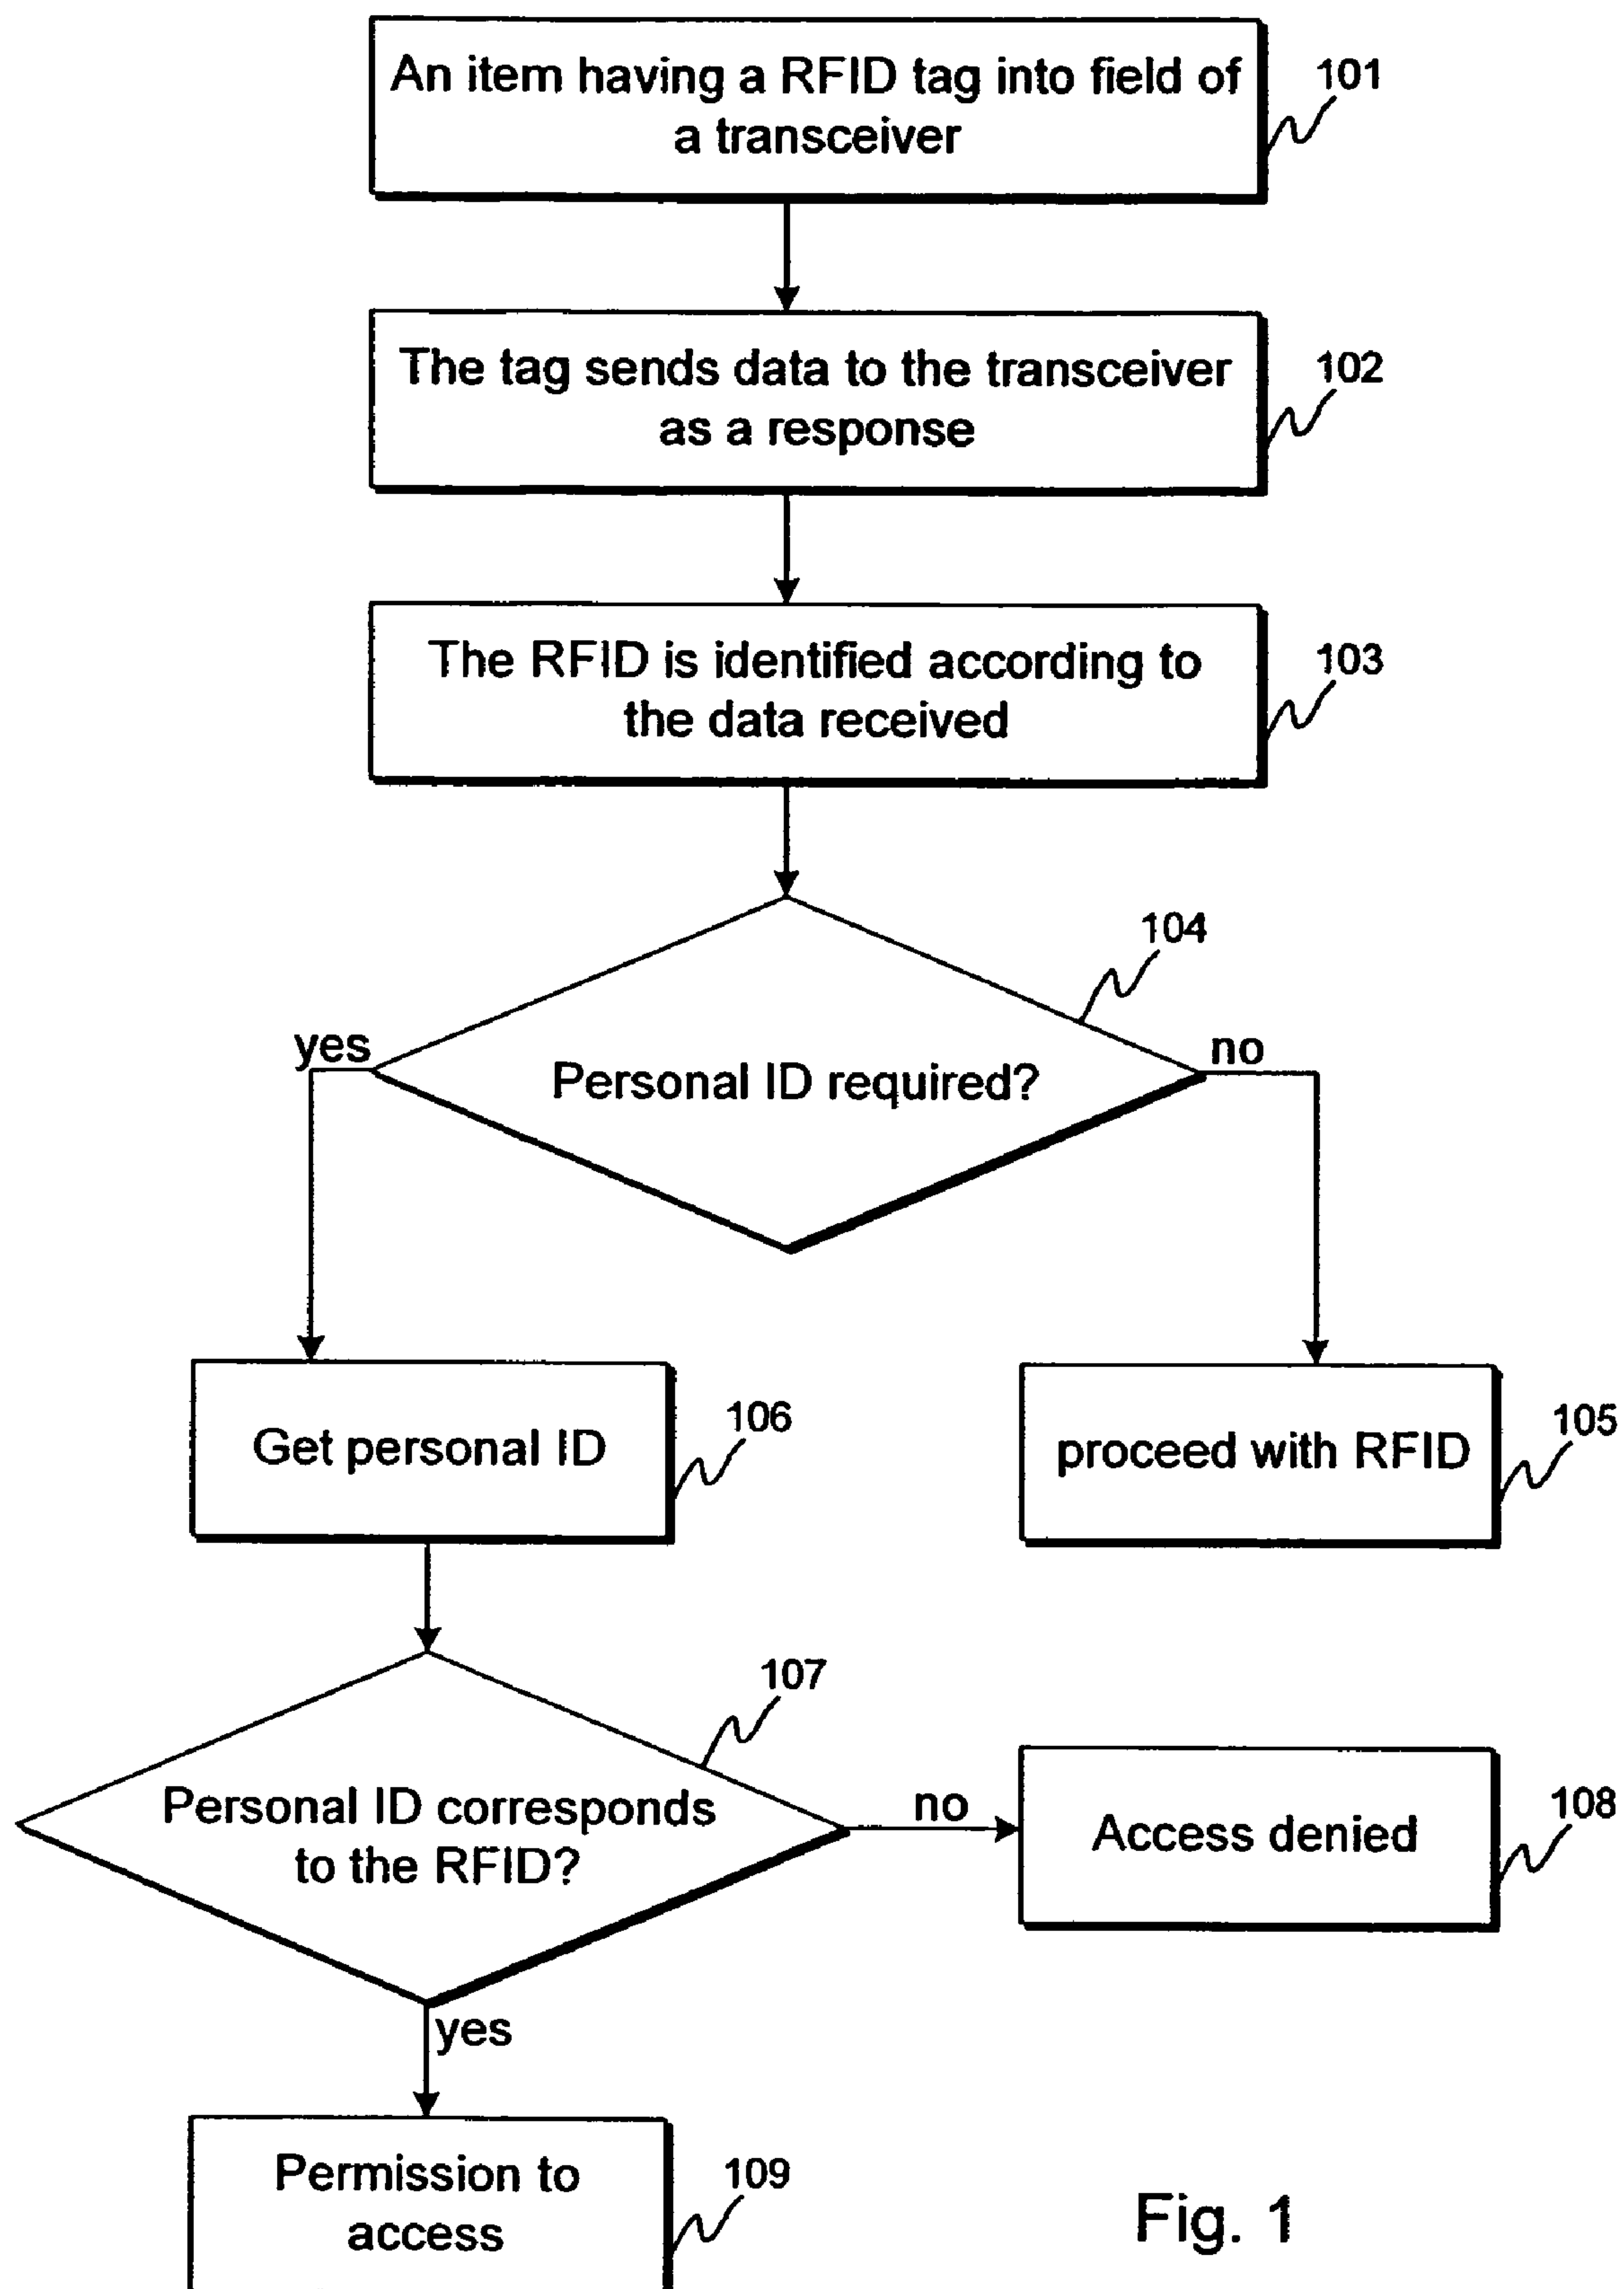 An item having a RFID tag into field of
a transceiver
101
The tag sends data to the transceiver
as a response
102
The RFID is identified according to
the data received
103
104
yes
no
Personal ID required?
Get personal ID
106
proceed with RFID
105
107
Personal ID corresponds
to the RFID?
no
Access denied
108
yes
Permission to
access
109
Fig. 1